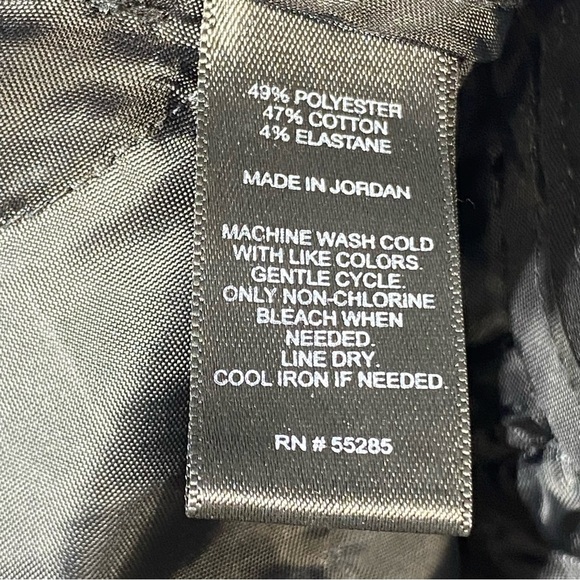 49% POLYESTER
47% COTTON
4% ELASTANE
MADE IN JORDAN
MACHINE WASH COLD
WITH LIKE COLORS.
GENTLE CYCLE.
ONLY NON-CHLORINE
BLEACH WHEN
NEEDED.
LINE DRY.
COOL IRON IF NEEDED.
RN # 55285